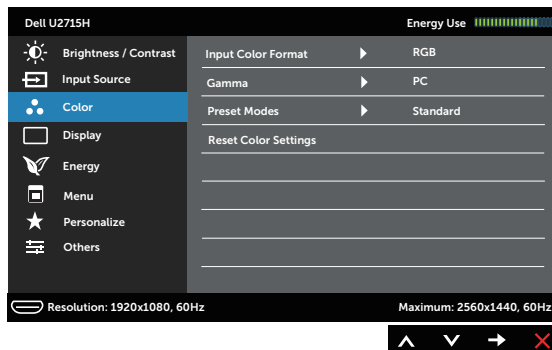 Dell U2715H Energy Use
Brightness / Contrast
Input Source
Color
Display
Energy
Menu
Personalize
Others
Input Color Format RGB
Gamma PC
Preset Modes Standard
Reset Color Settings
Resolution: 1920x1080, 60Hz Maximum: 2560x1440, 60Hz